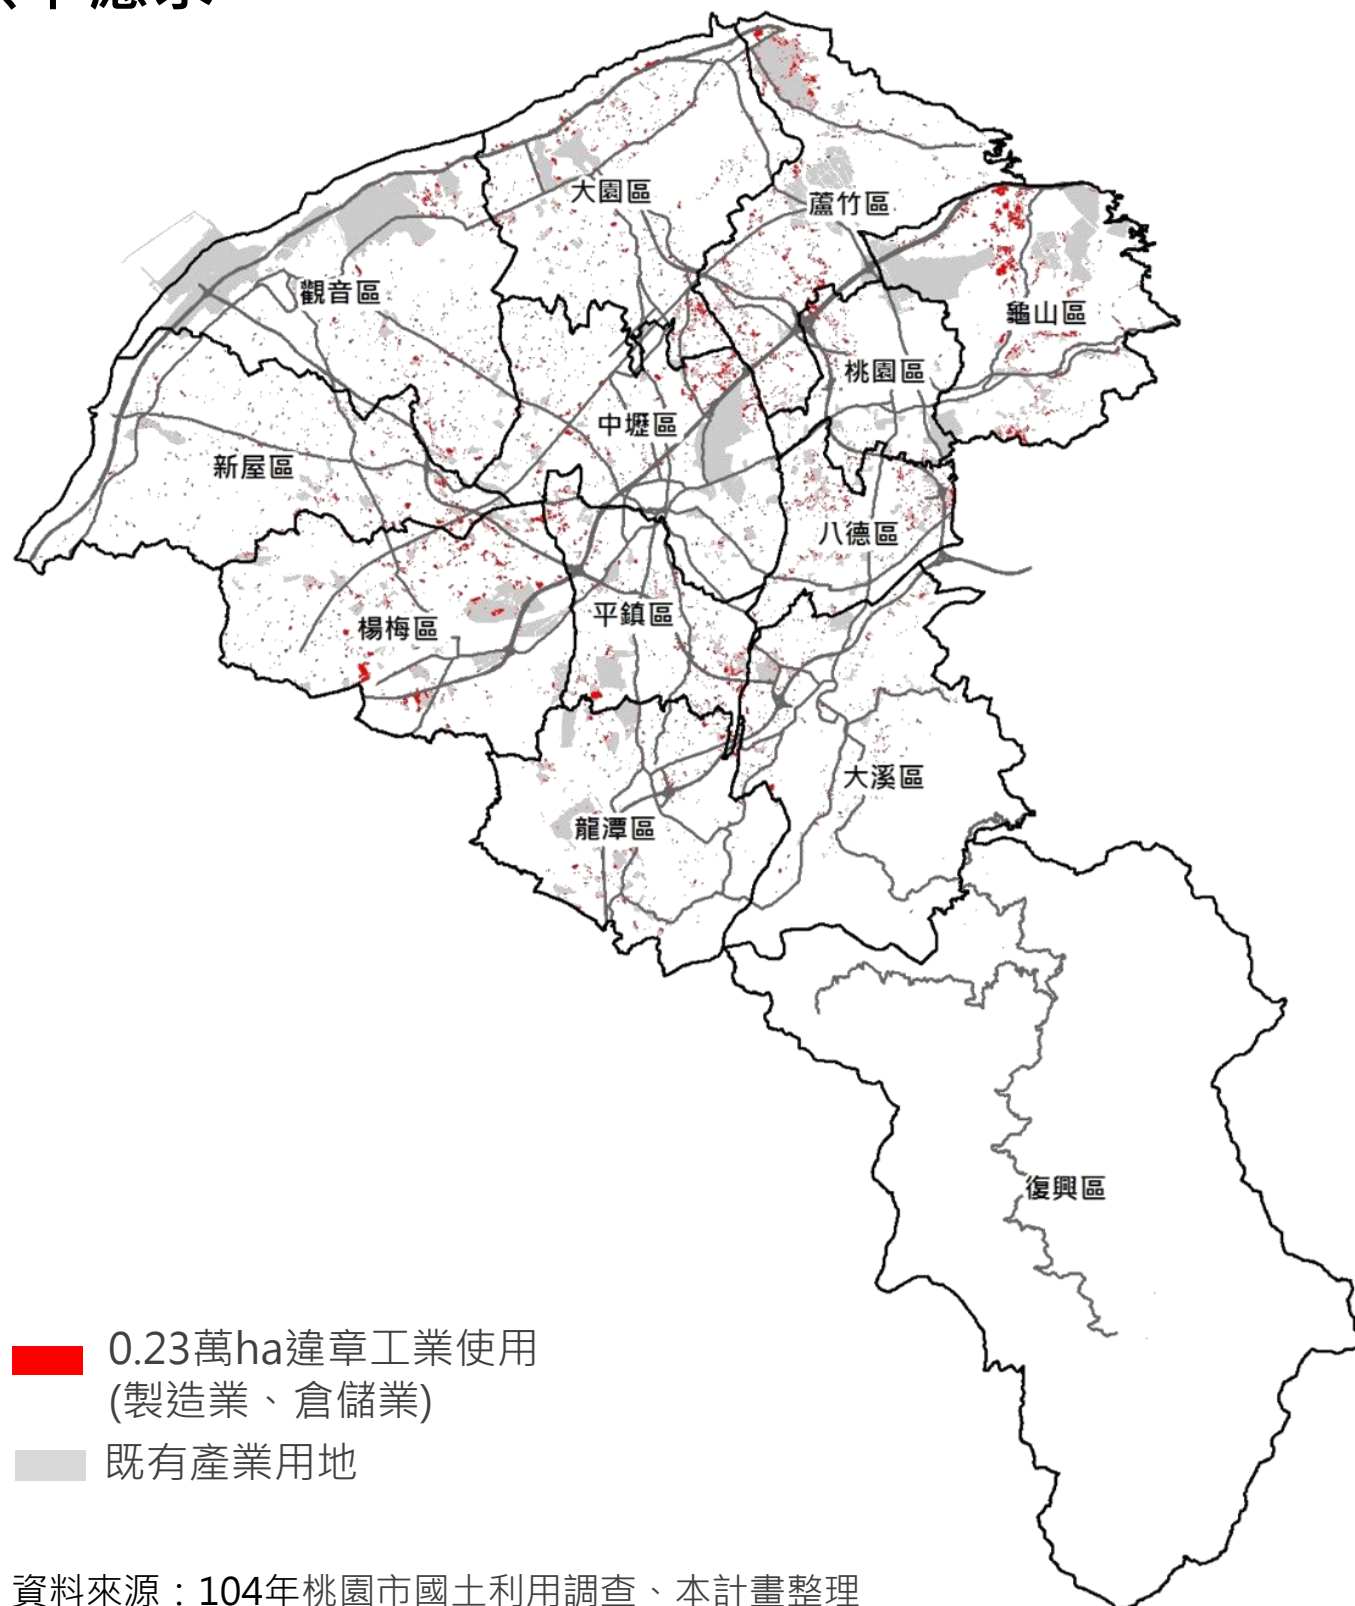 大園區
蘆竹區
觀音區
龜山區
桃園區
中壢區
新屋區
八德區
平鎮區
楊梅區
大溪區
龍潭區
復興區
0.23萬ha違章工業使用
(製造業、倉儲業)
既有產業用地
資料來源：104年桃園市國土利用調查、本計畫整理